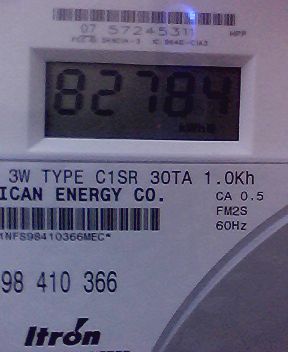 07 57245311
82784
kWh
3W TYPE C1SR 30TA 1.0Kh
ICAN ENERGY CO. CA 0.5
FM2S
60Hz
1NFS98410366MEC*
98 410 366
Itron